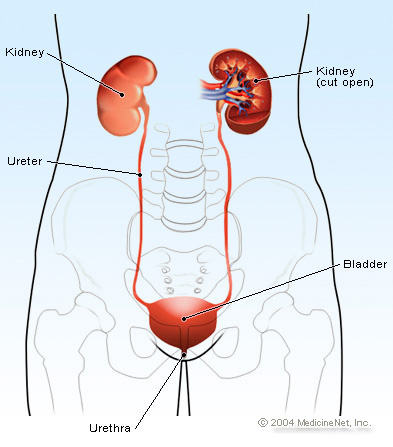 Kidney
Kidney
(cut open)
Ureter
Bladder
Urethra
© 2004 MedicineNet, Inc.